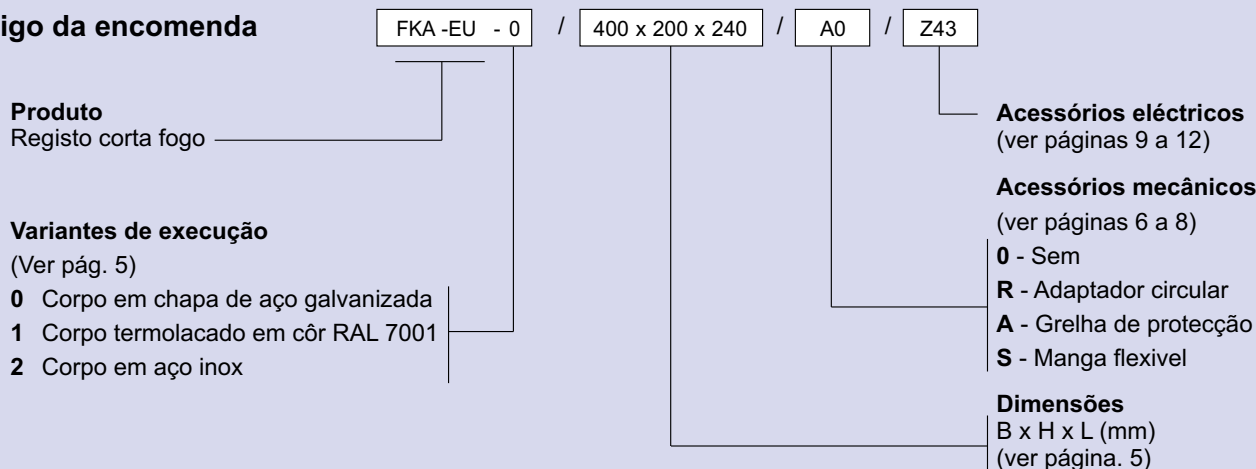 igo da encomenda
FKA -EU - 0 / 400 x 200 x 240 / A0 / Z43
Produto
Registo corta fogo
Variantes de execução
(Ver pág. 5)
0 Corpo em chapa de aço galvanizada
1 Corpo termolacado em côr RAL 7001
2 Corpo em aço inox
Acessórios eléctricos
(ver páginas 9 a 12)
Acessórios mecânicos
(ver páginas 6 a 8)
0 - Sem
R - Adaptador circular
A - Grelha de protecção
S - Manga flexivel
Dimensões
B x H x L (mm)
(ver página. 5)